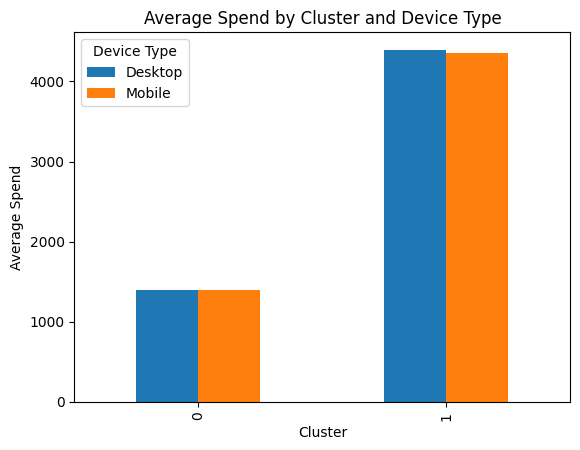 Average Spend by Cluster and Device Type
Device Type
Desktop
Mobile
Average Spend
4000
3000
2000
1000
0
0
1
Cluster